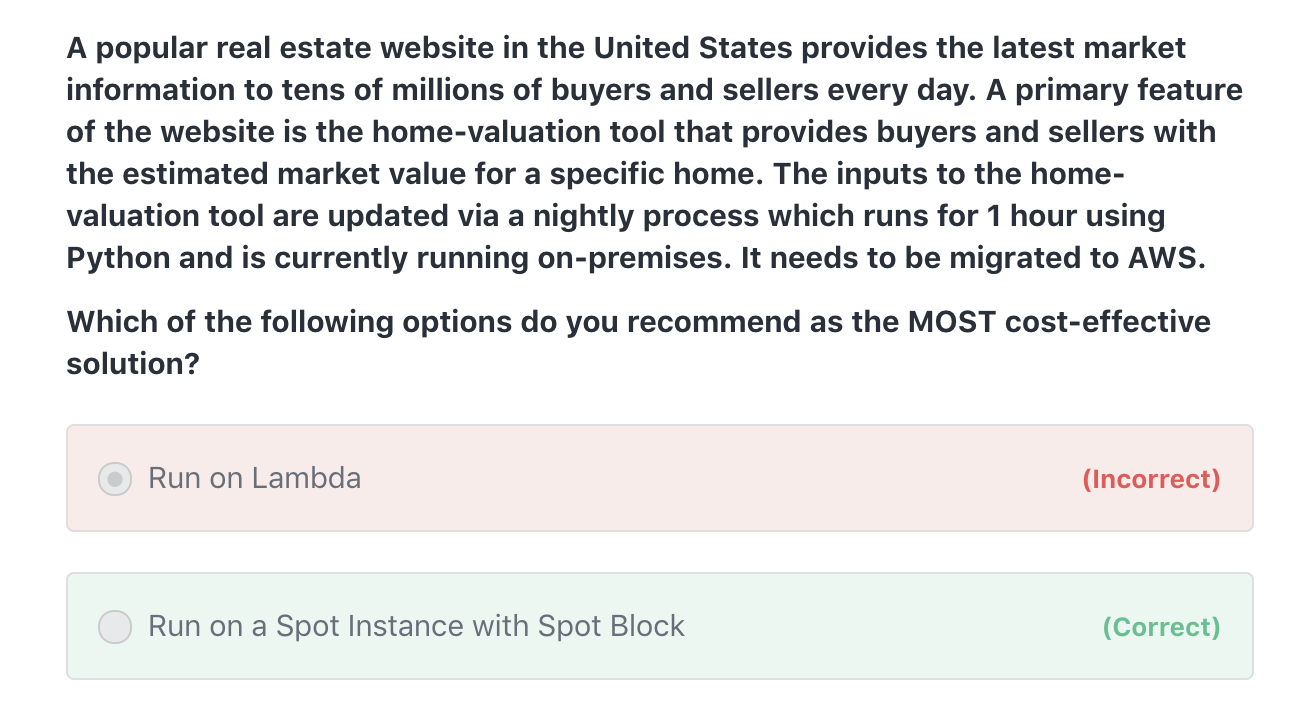 A popular real estate website in the United States provides the latest market
information to tens of millions of buyers and sellers every day. A primary feature
of the website is the home-valuation tool that provides buyers and sellers with
the estimated market value for a specific home. The inputs to the home-
valuation tool are updated via a nightly process which runs for 1 hour using
Python and is currently running on-premises. It needs to be migrated to AWS.
Which of the following options do you recommend as the MOST cost-effective
solution?
Run on Lambda (Incorrect)
Run on a Spot Instance with Spot Block (Correct)